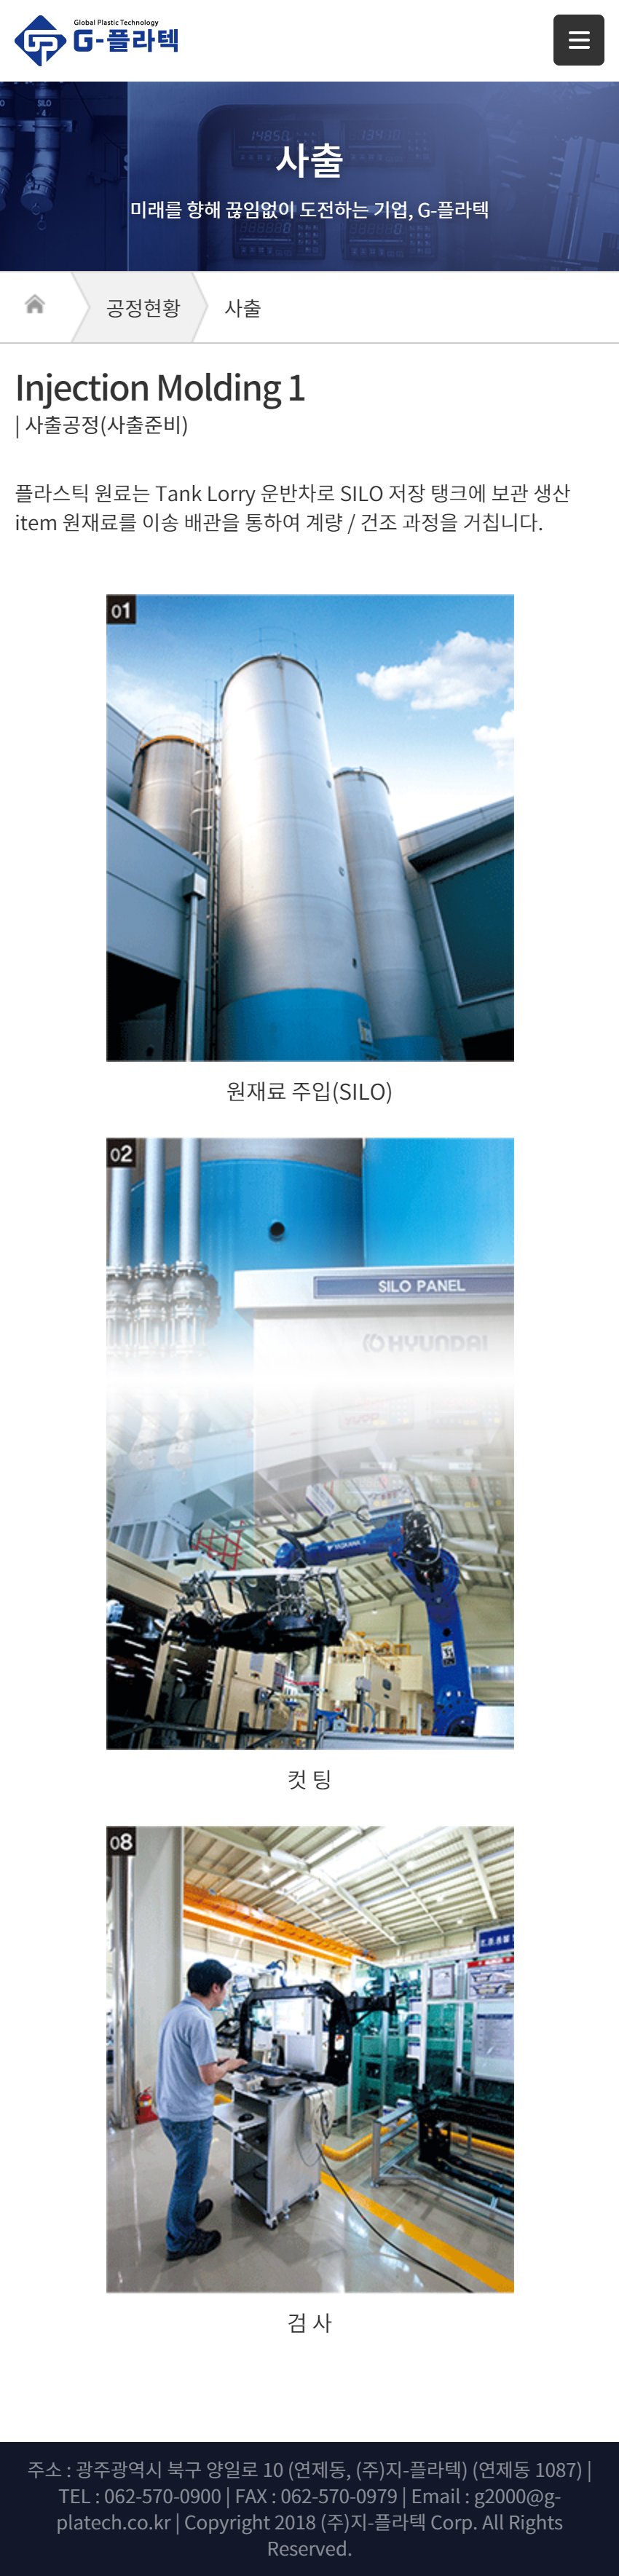 Global Plastic Technology
G-플라텍
사출
미래를 향해 끊임없이 도전하는 기업, G-플라텍
공정현황
사출
Injection Molding 1
| 사출공정(사출준비)
플라스틱 원료는 Tank Lorry 운반차로 SILO 저장 탱크에 보관 생산
item 원재료를 이송 배관을 통하여 계량 / 건조 과정을 거칩니다.
01
원재료 주입(SILO)
02
SILO PANEL
HYUNDAI
컷 팅
08
검 사
주소 : 광주광역시 북구 양일로 10 (연제동, (주)지-플라텍) (연제동 1087) |
TEL : 062-570-0900 | FAX : 062-570-0979 | Email : g2000@g-
platech.co.kr | Copyright 2018 (주)지-플라텍 Corp. All Rights
Reserved.